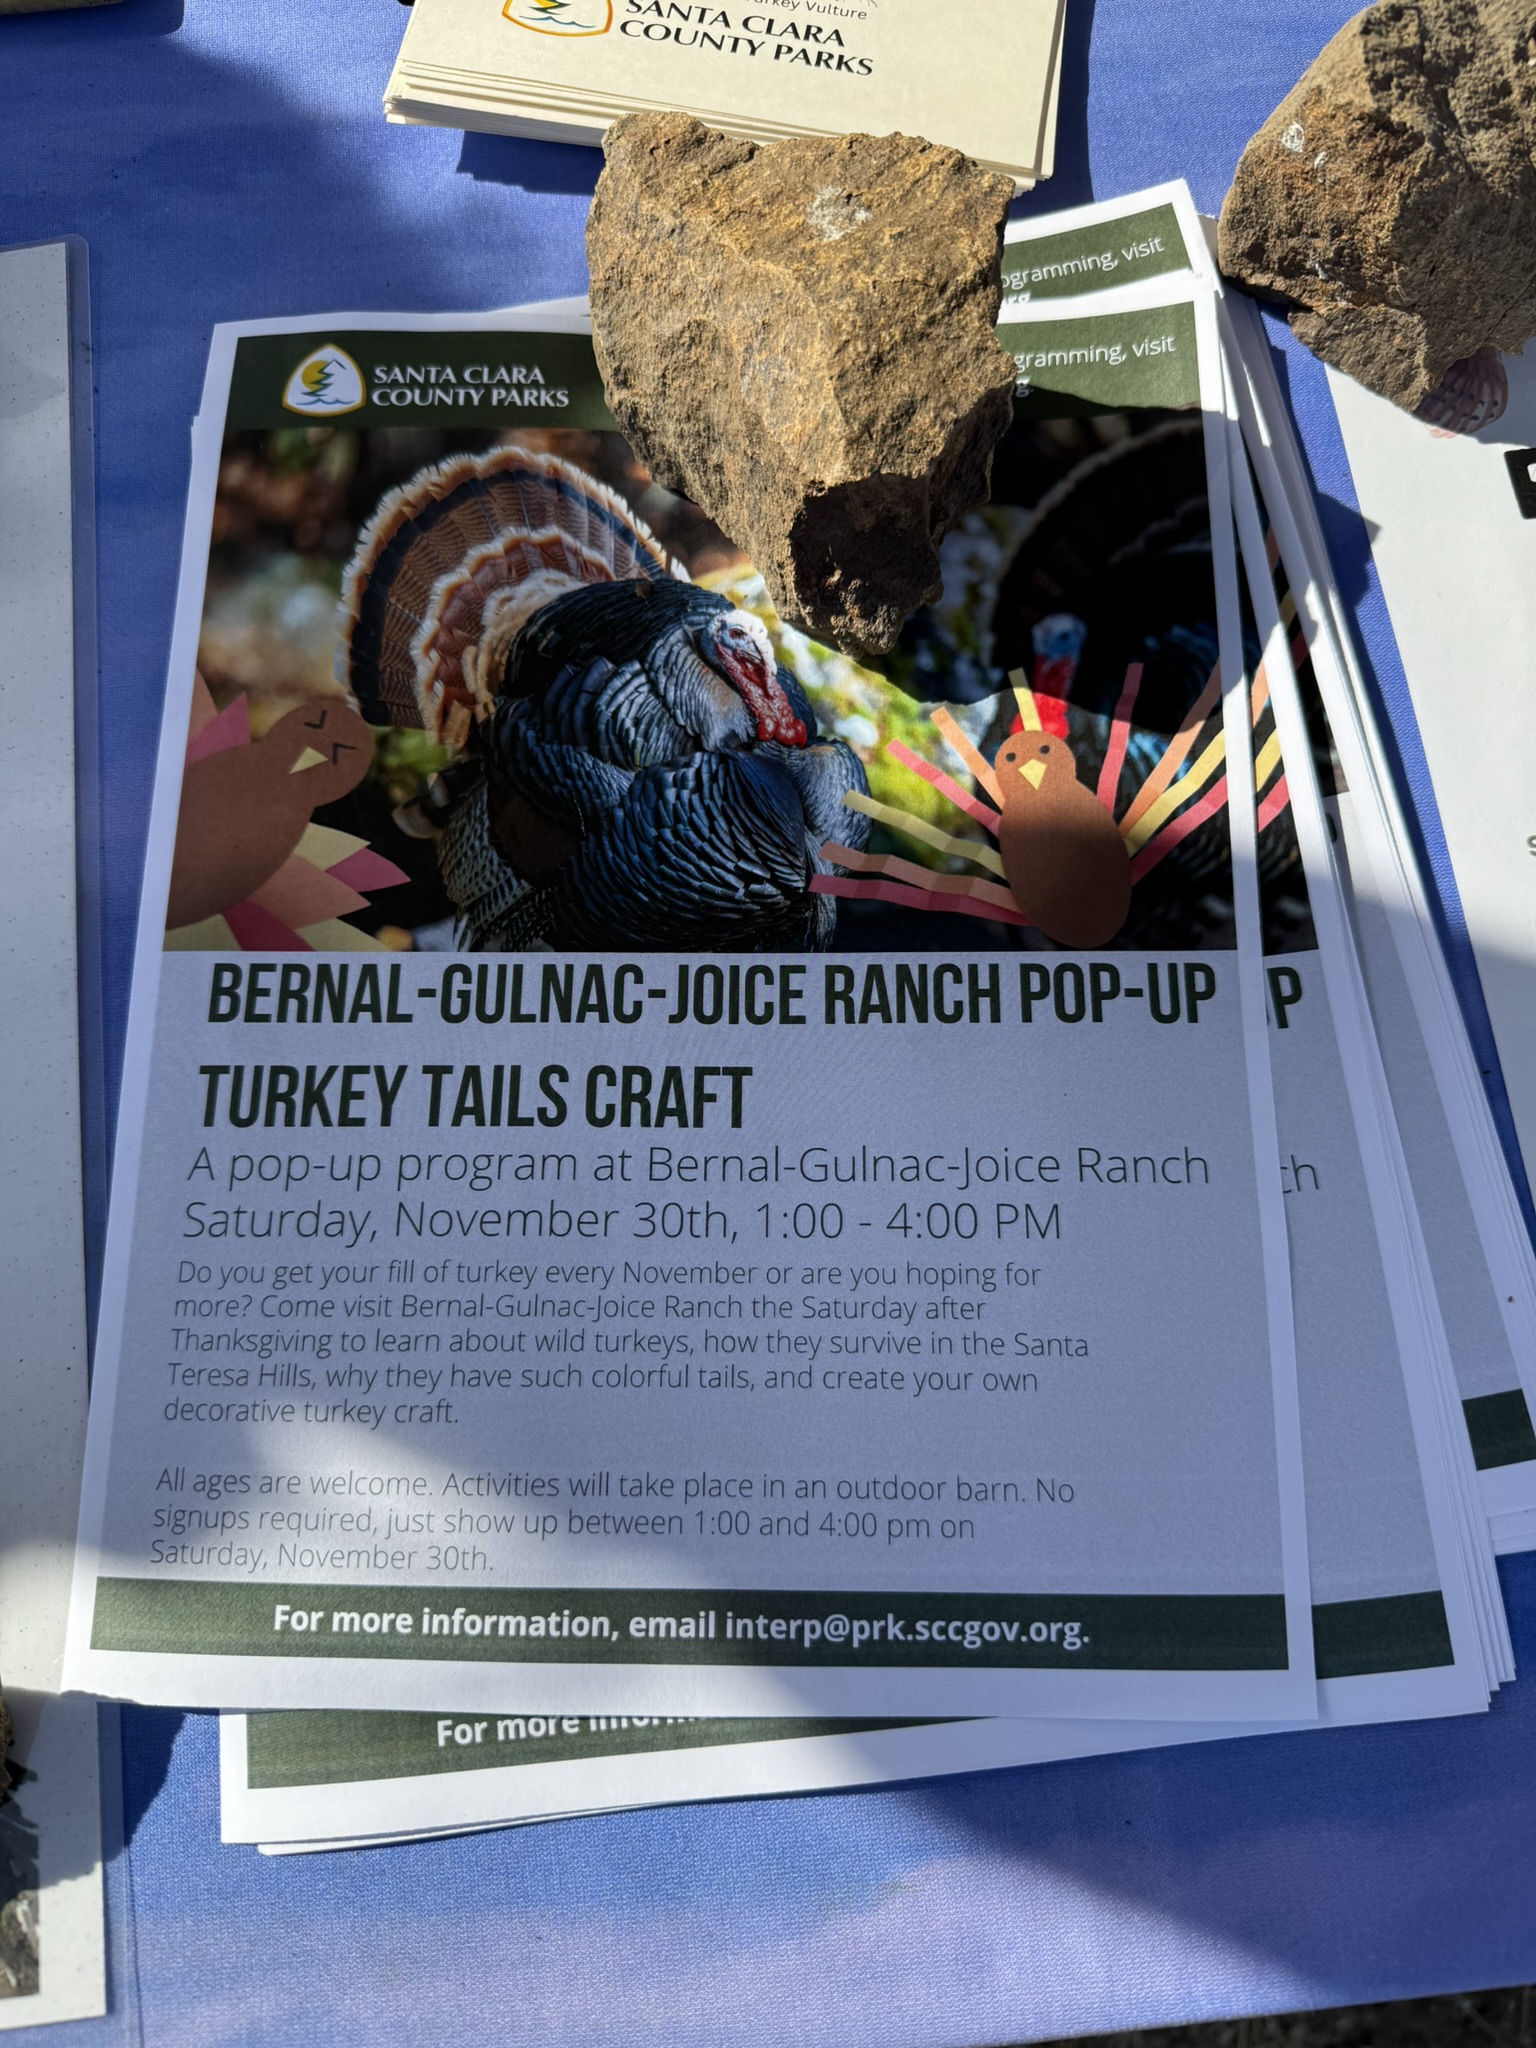 Turkey Vulture
SANTA CLARA
COUNTY PARKS
ogramming, visit
rg.
SANTA CLARA
COUNTY PARKS
gramming, visit
g.
BERNAL-GULNAC-JOICE RANCH POP-UP
P
TURKEY TAILS CRAFT
A pop-up program at Bernal-Gulnac-Joice Ranch
ch
Saturday, November 30th, 1:00 - 4:00 PM
Do you get your fill of turkey every November or are you hoping for
more? Come visit Bernal-Gulnac-Joice Ranch the Saturday after
Thanksgiving to learn about wild turkeys, how they survive in the Santa
Teresa Hills, why they have such colorful tails, and create your own
decorative turkey craft.
All ages are welcome. Activities will take place in an outdoor barn. No
signups required, just show up between 1:00 and 4:00 pm on
Saturday, November 30th.
For more information, email interp@prk.sccgov.org.
For more